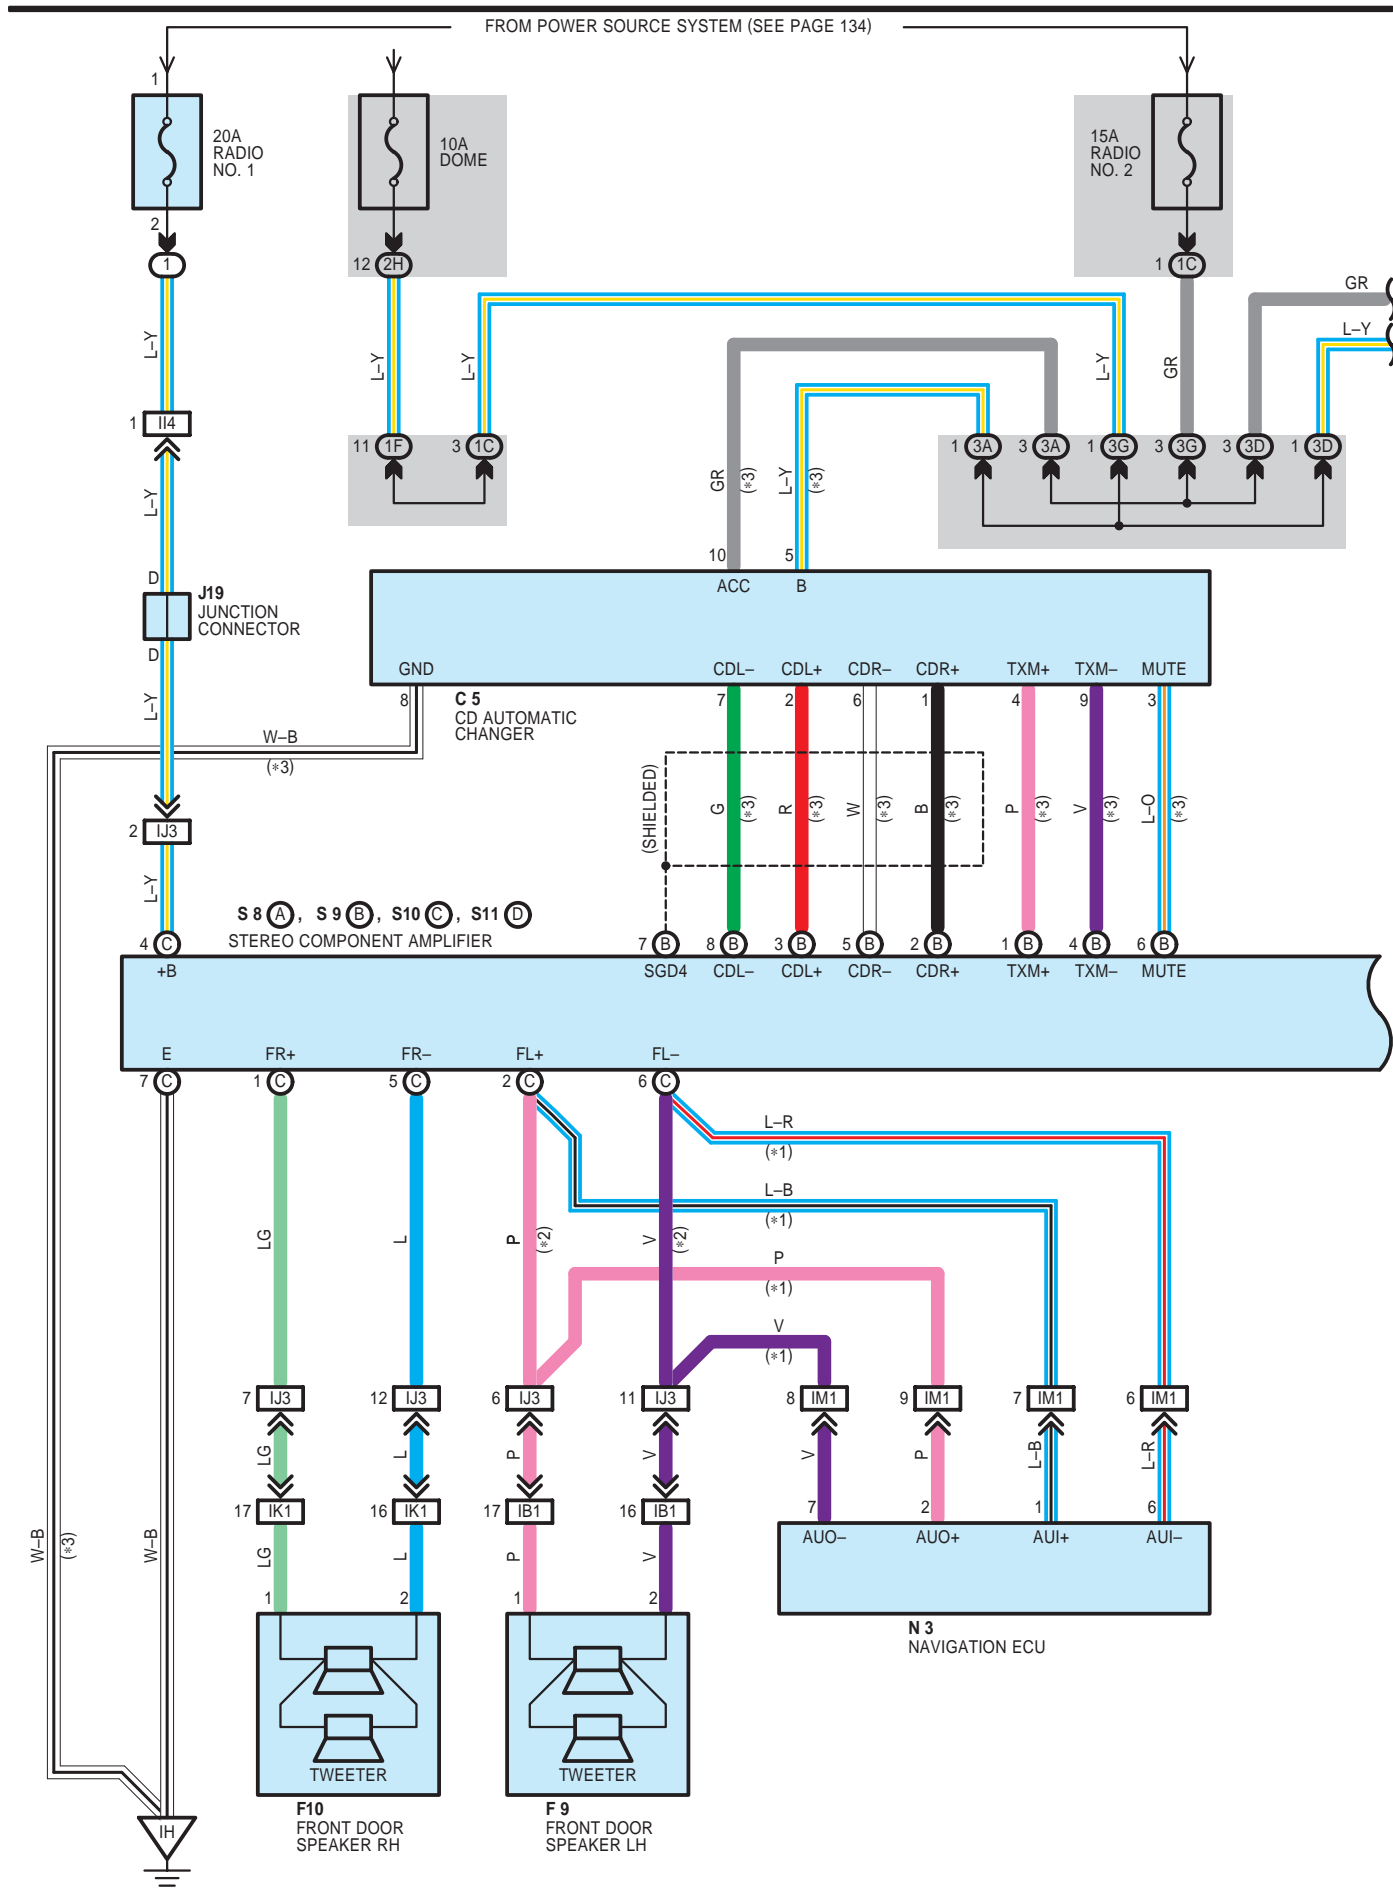 FROM POWER SOURCE SYSTEM (SEE PAGE 134)
1
20A
RADIO
NO. 1
10A
DOME
15A
RADIO
NO. 2
2
1
12 2H
1 1C
GR
L–Y
L–Y
L–Y
L–Y
L–Y
GR
1 II4
11 1F
3 1C
1 3A
3 3A
1 3G
3 3G
3 3D
1 3D
L–Y
GR
(*3)
L–Y
(*3)
10
5
ACC
B
D
J19
JUNCTION
CONNECTOR
D
GND
CDL–
CDL+
CDR–
CDR+
TXM+
TXM–
MUTE
8
C 5
CD AUTOMATIC
CHANGER
7
2
6
1
4
9
3
L–Y
W–B
(*3)
(SHIELDED)
G
(*3)
R
(*3)
W
(*3)
B
(*3)
P
(*3)
V
(*3)
L–O
(*3)
2 IJ3
L–Y
S 8 A , S 9 B , S10 C , S11 D
STEREO COMPONENT AMPLIFIER
4 C
7 B
8 B
3 B
5 B
2 B
1 B
4 B
6 B
+B
SGD4
CDL–
CDL+
CDR–
CDR+
TXM+
TXM–
MUTE
E
FR+
FR–
FL+
FL–
7 C
1 C
5 C
2 C
6 C
L–R
(*1)
L–B
(*1)
LG
L
P
(*2)
V
(*2)
P
(*1)
V
(*1)
7 IJ3
12 IJ3
6 IJ3
11 IJ3
8 IM1
9 IM1
7 IM1
6 IM1
LG
L
P
V
V
P
L–B
L–R
17 IK1
16 IK1
17 IB1
16 IB1
7
2
1
6
AUO–
AUO+
AUI+
AUI–
W–B
(*3)
W–B
LG
L
P
V
1
2
1
2
N 3
NAVIGATION ECU
TWEETER
TWEETER
F10
FRONT DOOR
SPEAKER RH
F 9
FRONT DOOR
SPEAKER LH
IH